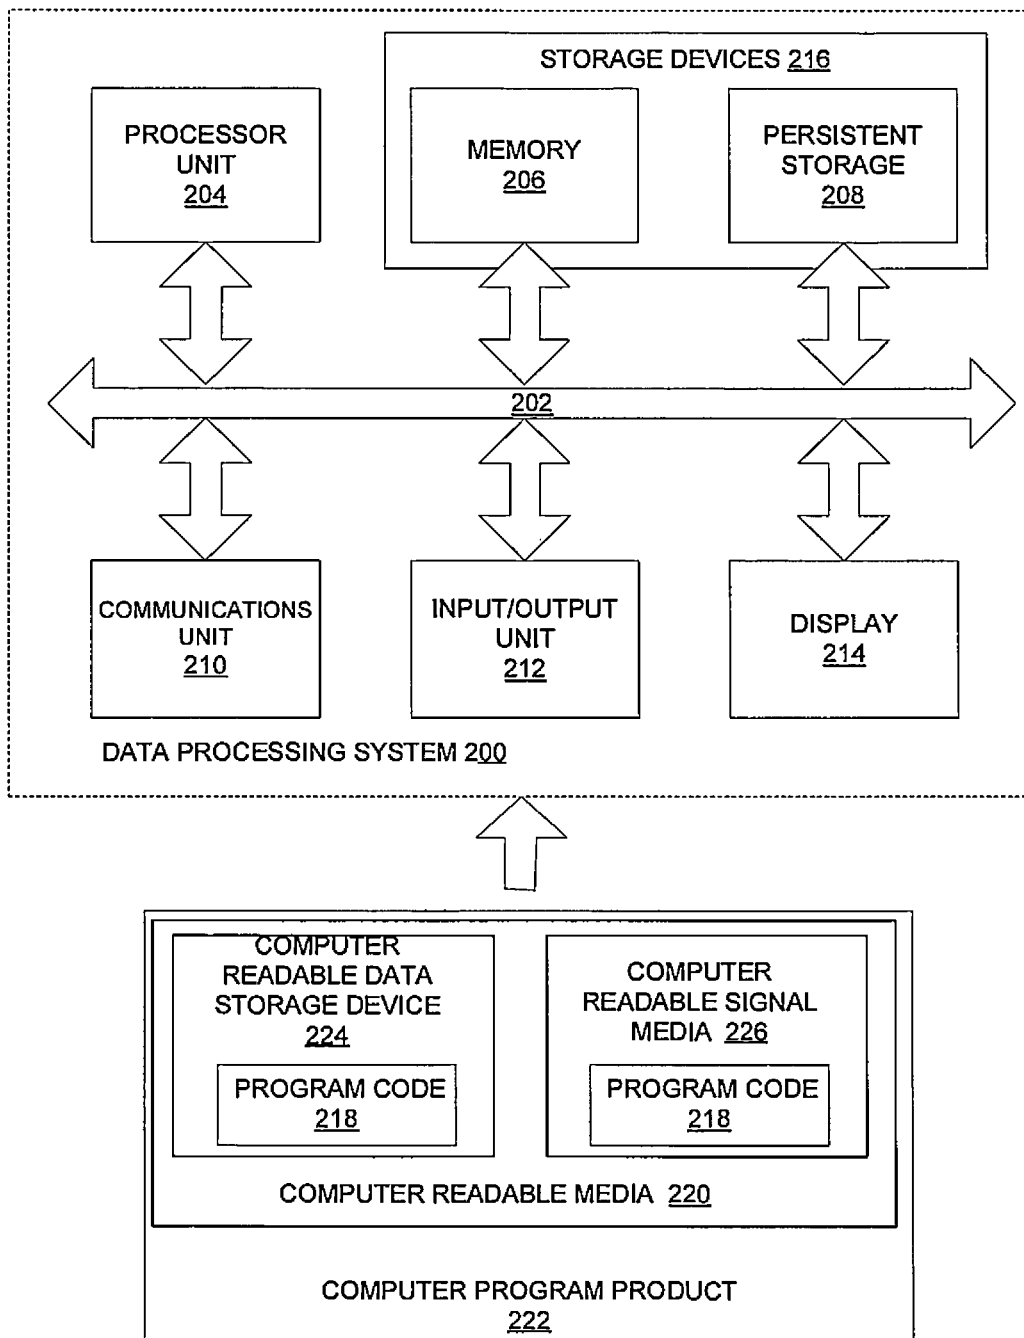 STORAGE DEVICES 216
PROCESSOR
UNIT
204
MEMORY
206
PERSISTENT
STORAGE
208
202
COMMUNICATIONS
UNIT
210
INPUT/OUTPUT
UNIT
212
DISPLAY
214
DATA PROCESSING SYSTEM 200
COMPUTER
READABLE DATA
STORAGE DEVICE
224
PROGRAM CODE
218
COMPUTER
READABLE SIGNAL
MEDIA 226
PROGRAM CODE
218
COMPUTER READABLE MEDIA 220
COMPUTER PROGRAM PRODUCT
222